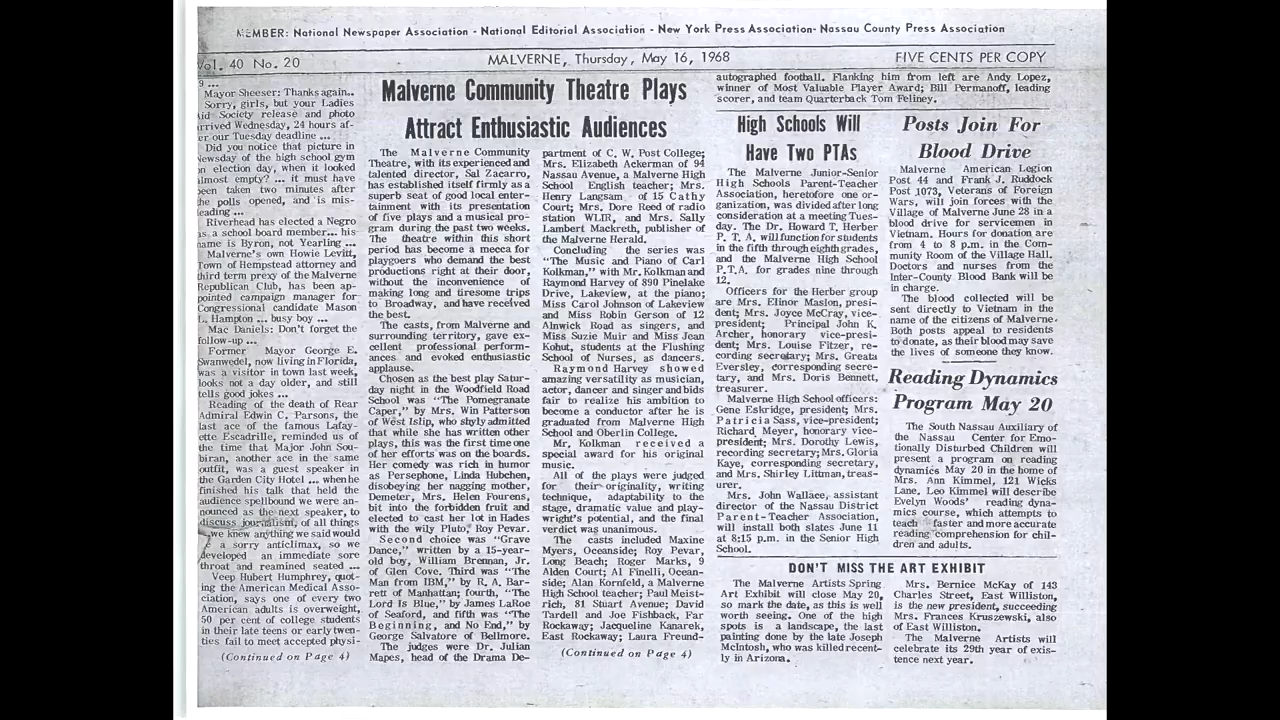 MEMBER: National Newspaper Association - National Editorial Association - New York Press Association- Nassau County Press Association
Vol. 40 No. 20
MALVERNE, Thursday, May 16, 1968
FIVE CENTS PER COPY
9 ...
Mayor Sheeser: Thanks again..
Sorry, girls, but your Ladies
id Society release and photo
rrived Wednesday, 24 hours af-
er our Tuesday deadline ...
Did you notice that picture in
Newsday of the high school gym
on election day, when it looked
lmost empty? ... it must have
been taken two minutes after
he polls opened, and is mis-
leading ...
Riverhead has elected a Negro
as a school board member... his
name is Byron, not Yearling ...
Malverne's own Howie Levitt,
Town of Hempstead attorney and
third term prexy of the Malverne
Republican Club, has been ap-
pointed campaign manager for
Congressional candidate Mason
L. Hampton ... busy boy ...
Mac Daniels: Don't forget the
follow-up ...
Former Mayor George E.
Swanwedel, now living in Florida,
was a visitor in town last week,
looks not a day older, and still
tells good jokes ...
Reading of the death of Rear
Admiral Edwin C. Parsons, the
last ace of the famous Lafay-
ette Escadrille, reminded us of
the time that Major John Sou-
biran, another ace in the same
outfit, was a guest speaker in
the Garden City Hotel ... when he
finished his talk that held the
audience spellbound we were an-
nounced as the next speaker, to
discuss journalism, of all things
we knew anything we said would
a sorry anticlimax, so we
developed an immediate sore
throat and reamined seated ...
Veep Hubert Humphrey, quot-
ing the American Medical Asso-
ciation, says one of every two
American adults is overweight,
50 per cent of college students
in their late teens or early twen-
ties fail to meet accepted physi-
(Continued on Page 4)
Malverne Community Theatre Plays
Attract Enthusiastic Audiences
The Malverne Community
Theatre, with its experienced and
talented director, Sal Zacarro,
has established itself firmly as a
superb seat of good local enter-
tainment with its presentation
of five plays and a musical pro-
gram during the past two weeks.
The theatre within this short
period has become a mecca for
playgoers who demand the best
productions right at their door,
without the inconvenience of
making long and tiresome trips
to Broadway, and have received
the best.
The casts, from Malverne and
surrounding territory, gave ex-
cellent professional perform-
ances and evoked enthusiastic
applause.
Chosen as the best play Satur-
day night in the Woodfield Road
School was "The Pomegranate
Caper," by Mrs. Win Patterson
of West Islip, who shyly admitted
that while she has written other
plays, this was the first time one
of her efforts was on the boards.
Her comedy was rich in humor
as Persephone, Linda Hubchen,
disobeying her nagging mother,
Demeter, Mrs. Helen Fourens,
bit into the forbidden fruit and
elected to cast her lot in Hades
with the wily Pluto, Roy Pevar.
Second choice was "Grave
Dance," written by a 15-year-
old boy, William Brennan, Jr.
of Glen Cove. Third was "The
Man from IBM," by R. A. Bar-
rett of Manhattan; fourth, "The
Lord Is Blue," by James LaRoe
of Seaford, and fifth was "The
Beginning, and No End," by
George Salvatore of Bellmore.
The judges were Dr. Julian
Mapes, head of the Drama De-
partment of C. W. Post College;
Mrs. Elizabeth Ackerman of 94
Nassau Avenue, a Malverne High
School English teacher; Mrs.
Henry Langsam of 15 Cathy
Court; Mrs. Dore Reed of radio
station WLIR, and Mrs. Sally
Lambert Mackreth, publisher of
the Malverne Herald.
Concluding the series was
"The Music and Piano of Carl
Kolkman," with Mr. Kolkman and
Raymond Harvey of 890 Pinelake
Drive, Lakeview, at the piano;
Miss Carol Johnson of Lakeview
and Miss Robin Gerson of 12
Alnwick Road as singers, and
Miss Suzie Muir and Miss Jean
Kohut, students at the Flushing
School of Nurses, as dancers.
Raymond Harvey showed
amazing versatility as musician,
actor, dancer and singer and bids
fair to realize his ambition to
become a conductor after he is
graduated from Malverne High
School and Oberlin College.
Mr. Kolkman received a
special award for his original
music.
All of the plays were judged
for their originality, writing
technique, adaptability to the
stage, dramatic value and play-
wright's potential, and the final
verdict was unanimous.
The casts included Maxine
Myers, Oceanside; Roy Pevar,
Long Beach; Roger Marks, 9
Alden Court; Al Finelli, Ocean-
side; Alan Kornfeld, a Malverne
High School teacher; Paul Meist-
rich, 81 Stuart Avenue; David
Tardell and Joe Fishback, Far
Rockaway; Jacqueline Kanarek,
East Rockaway; Laura Freund-
(Continued on Page 4)
autographed football. Flanking him from left are Andy Lopez,
winner of Most Valuable Player Award; Bill Permanoff, leading
scorer, and team Quarterback Tom Feliney.
High Schools Will
Have Two PTAs
The Malverne Junior-Senior
High Schools Parent-Teacher
Association, heretofore one or-
ganization, was divided after long
consideration at a meeting Tues-
day. The Dr. Howard T. Herber
P. T. A. will function for students
in the fifth through eighth grades,
and the Malverne High School
P.T.A. for grades nine through
12.
Officers for the Herber group
are Mrs. Elinor Maslon, presi-
dent; Mrs. Joyce McCray, vice-
president; Principal John K.
Archer, honorary vice-presi-
dent; Mrs. Louise Fitzer, re-
cording secretary; Mrs. Greata
Eversley, corresponding secre-
tary, and Mrs. Doris Bennett,
treasurer.
Malverne High School officers:
Gene Eskridge, president; Mrs.
Patricia Sass, vice-president;
Richard Meyer, honorary vice-
president; Mrs. Dorothy Lewis,
recording secretary; Mrs. Gloria
Kaye, corresponding secretary,
and Mrs. Shirley Littman, treas-
urer.
Mrs. John Wallace, assistant
director of the Nassau District
Parent-Teacher Association,
will install both slates June 11
at 8:15 p.m. in the Senior High
School.
Posts Join For
Blood Drive
Malverne American Legion
Post 44 and Frank J. Ruddock
Post 1073, Veterans of Foreign
Wars, will join forces with the
Village of Malverne June 28 in a
blood drive for servicemen in
Vietnam. Hours for donation are
from 4 to 8 p.m. in the Com-
munity Room of the Village Hall.
Doctors and nurses from the
Inter-County Blood Bank will be
in charge.
The blood collected will be
sent directly to Vietnam in the
name of the citizens of Malverne
Both posts appeal to residents
to donate, as their blood may save
the lives of someone they know.
Reading Dynamics
Program May 20
The South Nassau Auxiliary of
the Nassau Center for Emo-
tionally Disturbed Children will
present a program on reading
dynamics May 20 in the home of
Mrs. Ann Kimmel, 121 Wicks
Lane. Leo Kimmel will describe
Evelyn Woods' reading dyna-
mics course, which attempts to
teach faster and more accurate
reading comprehension for chil-
dren and adults.
DON'T MISS THE ART EXHIBIT
The Malverne Artists Spring
Art Exhibit will close May 20,
so mark the date, as this is well
worth seeing. One of the high
spots is a landscape, the last
painting done by the late Joseph
McIntosh, who was killed recent-
ly in Arizona.
Mrs. Bernice McKay of 143
Charles Street, East Williston,
is the new president, succeeding
Mrs. Frances Kruszewski, also
of East Williston.
The Malverne Artists will
celebrate its 29th year of exis-
tence next year.